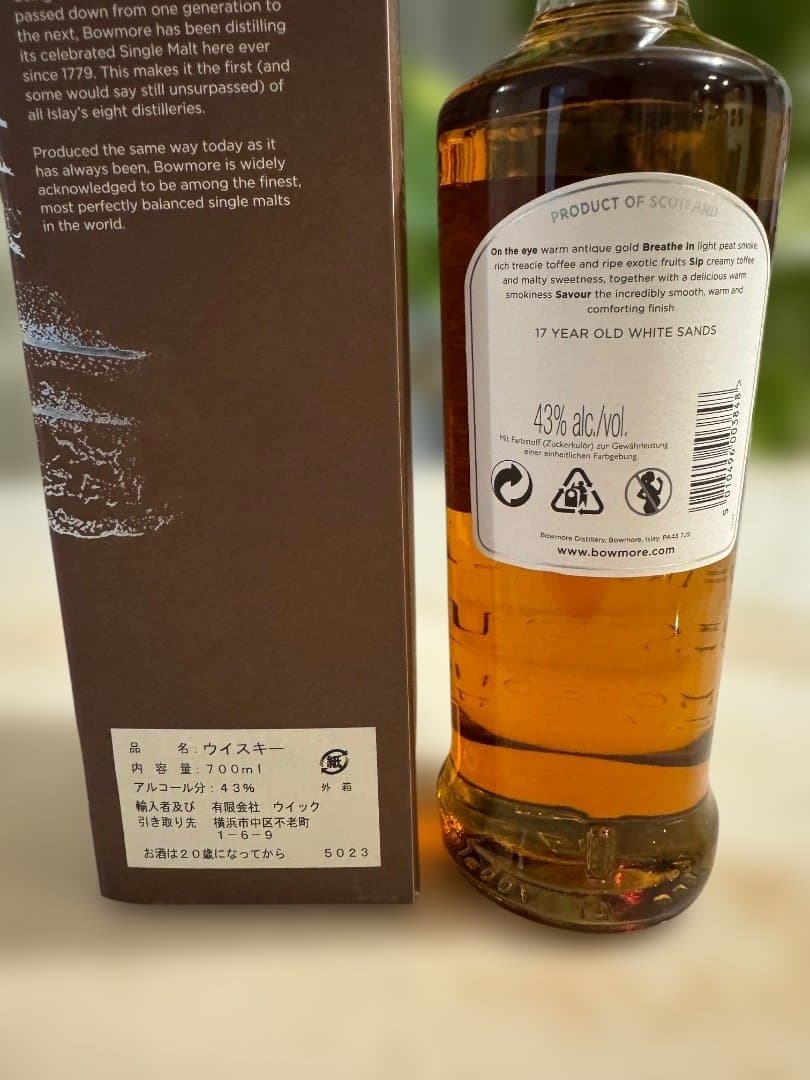 passed down from one generation to
the next, Bowmore has been distilling
its celebrated Single Malt here ever
since 1779. This makes it the first (and
some would say still unsurpassed) of
all Islay's eight distilleries.
Produced the same way today as it
has always been, Bowmore is widely
acknowledged to be among the finest,
most perfectly balanced single malts
in the world.
品 名:ウイスキー
内 容 量:700ml
アルコール分:43%
輸入者及び 有限会社 ウイック
引き取り先 横浜市中区不老町
1-6-9
お酒は20歳になってから 5023
紙
外 箱
PRODUCT OF SCOTLAND
On the eye warm antique gold Breathe in light peat smoke,
rich treacle toffee and ripe exotic fruits Sip creamy toffee
and malty sweetness, together with a delicious warm
smokiness Savour the incredibly smooth, warm and
comforting finish
17 YEAR OLD WHITE SANDS
43% alc./vol.
Mit Farbstoff (Zuckerkulör) zur Gewährleistung
einer einheitlichen Farbgebung.
5 010496 003848 >
Bowmore Distillery, Bowmore, Islay, PA43 7JS
www.bowmore.com